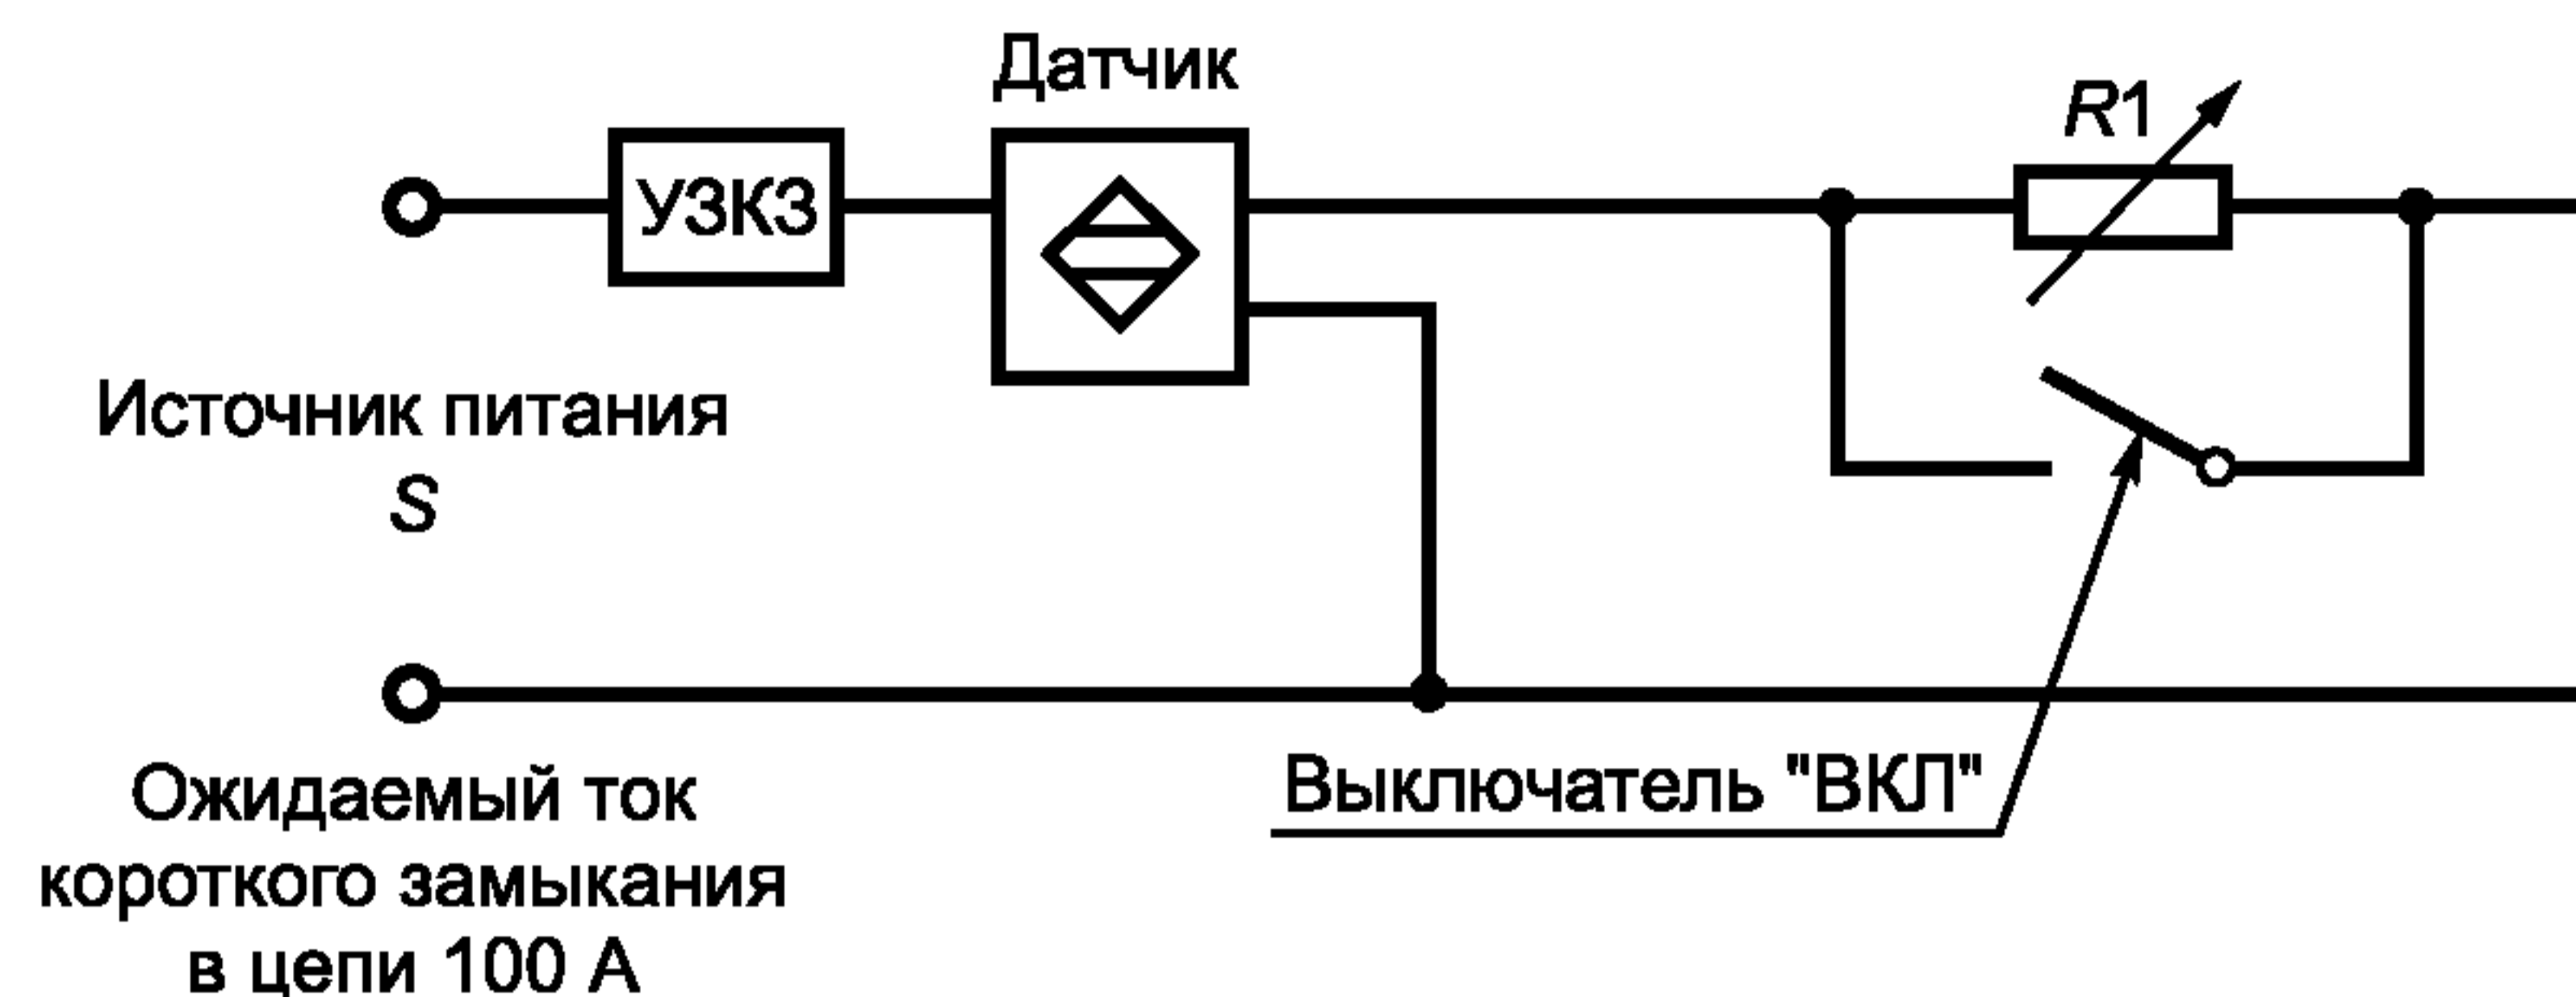 Датчик
R1
УЗКЗ
Источник питания
S
Выключатель "ВКЛ"
Ожидаемый ток
короткого замыкания
в цепи 100 А